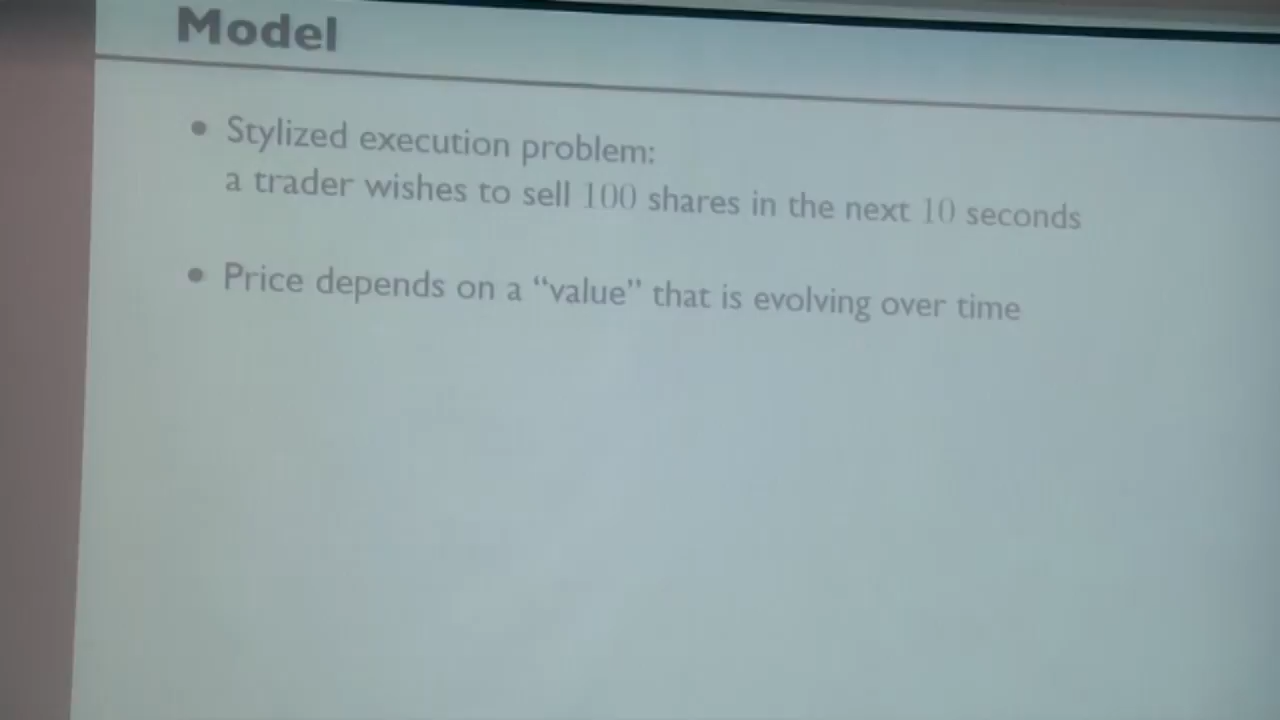 Model
• Stylized execution problem:
a trader wishes to sell 100 shares in the next 10 seconds
• Price depends on a “value” that is evolving over time